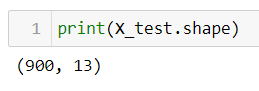 1 print(X_test.shape)
(900, 13)